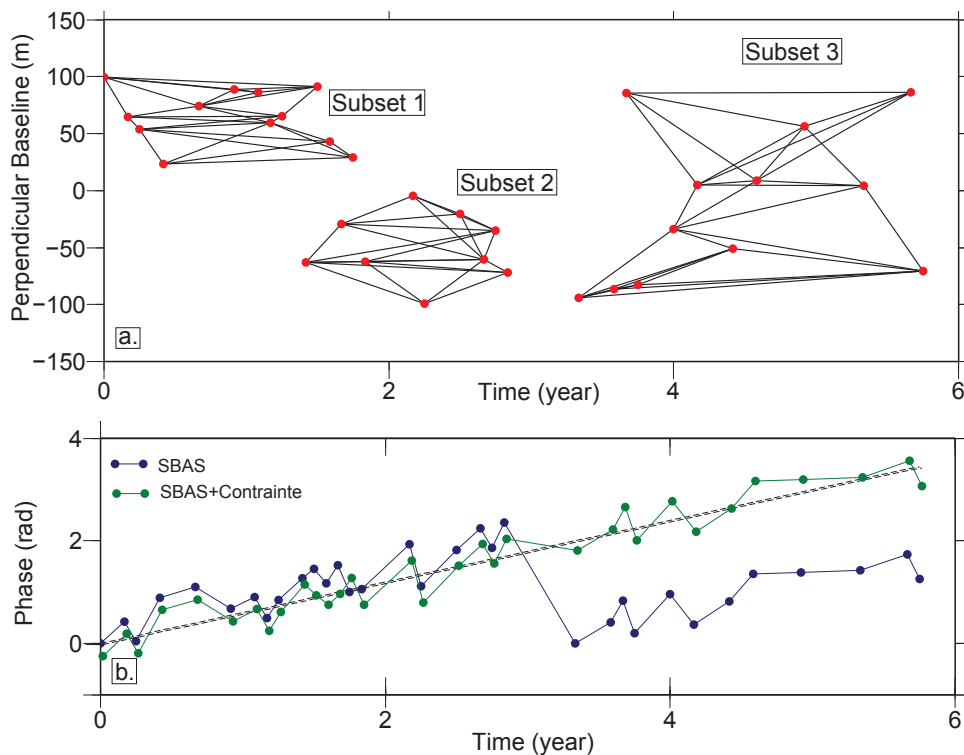 Perpendicular Baseline (m)
150
100
50
0
−50
−100
−150
Subset 1
Subset 2
Subset 3
a.
0
2
4
6
Time (year)
Phase (rad)
4
2
0
SBAS
SBAS+Contrainte
b.
0
2
4
6
Time (year)